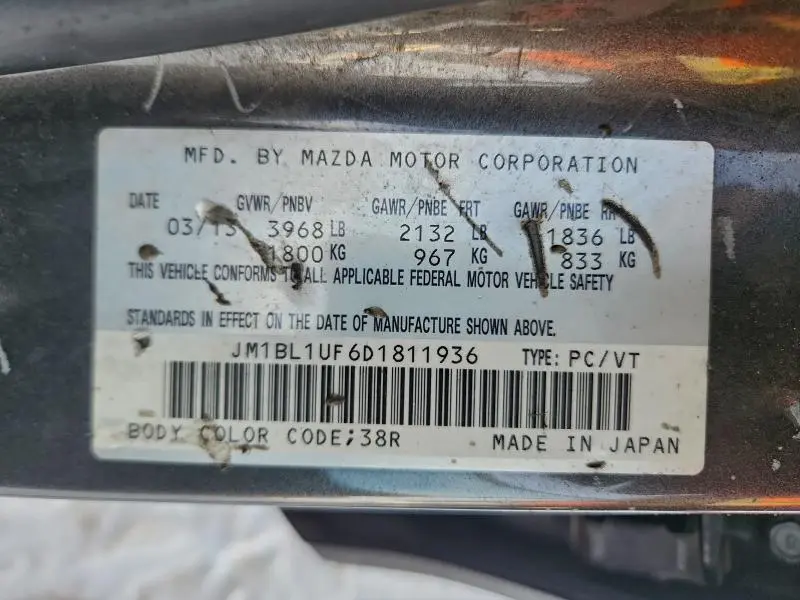 MFD. BY MAZDA MOTOR CORPORATION
DATE GVWR/PNBV GAWR/PNBE FRT GAWR/PNBE RR
03/13 3968 LB 2132 LB 1836 LB
1800 KG 967 KG 833 KG
THIS VEHICLE CONFORMS TO ALL APPLICABLE FEDERAL MOTOR VEHICLE SAFETY
STANDARDS IN EFFECT ON THE DATE OF MANUFACTURE SHOWN ABOVE.
JM1BL1UF6D1811936 TYPE: PC/VT
BODY COLOR CODE;38R MADE IN JAPAN